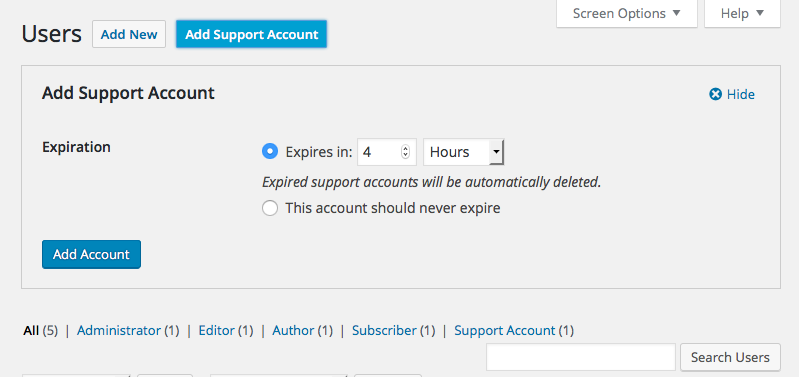 Screen Options ▼ Help ▼
Users Add New Add Support Account
Add Support Account Hide
Expiration Expires in: 4 Hours
Expired support accounts will be automatically deleted.
This account should never expire
Add Account
All (5) | Administrator (1) | Editor (1) | Author (1) | Subscriber (1) | Support Account (1)
Search Users